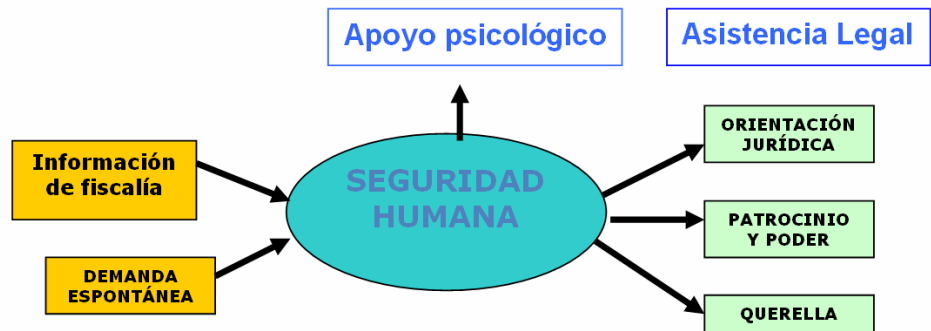 Apoyo psicológico
Asistencia Legal
Información
de fiscalía
DEMANDA
ESPONTÁNEA
SEGURIDAD
HUMANA
ORIENTACIÓN
JURÍDICA
PATROCINIO
Y PODER
QUERELLA